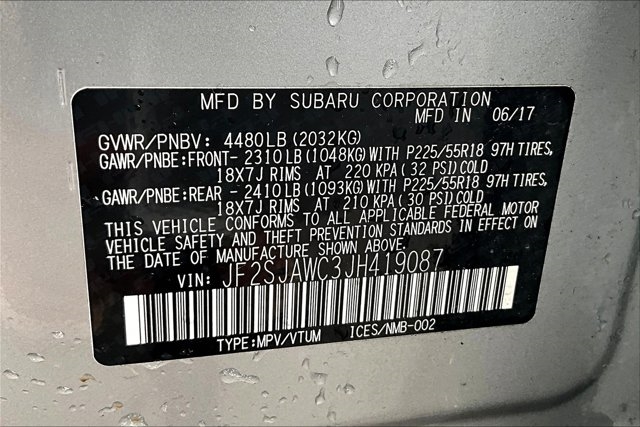 MFD BY SUBARU CORPORATION
MFD IN 06/17
GVWR/PNBV: 4480LB(2032KG)
GAWR/PNBE:FRONT- 2310LB(1048KG)WITH P225/55R18 97H TIRES,
18X7J RIMS AT 220 KPA(32 PSI)COLD
GAWR/PNBE:REAR - 2410LB(1093KG)WITH P225/55R18 97H TIRES,
18X7J RIMS AT 210 KPA(30 PSI)COLD
THIS VEHICLE CONFORMS TO ALL APPLICABLE FEDERAL MOTOR
VEHICLE SAFETY AND THEFT PREVENTION STANDARDS IN EFFECT ON
THE DATE OF MANUFACTURE SHOWN ABOVE.
VIN: JF2SJAWC3JH419087
TYPE:MPV/VTUM ICES/NMB-002